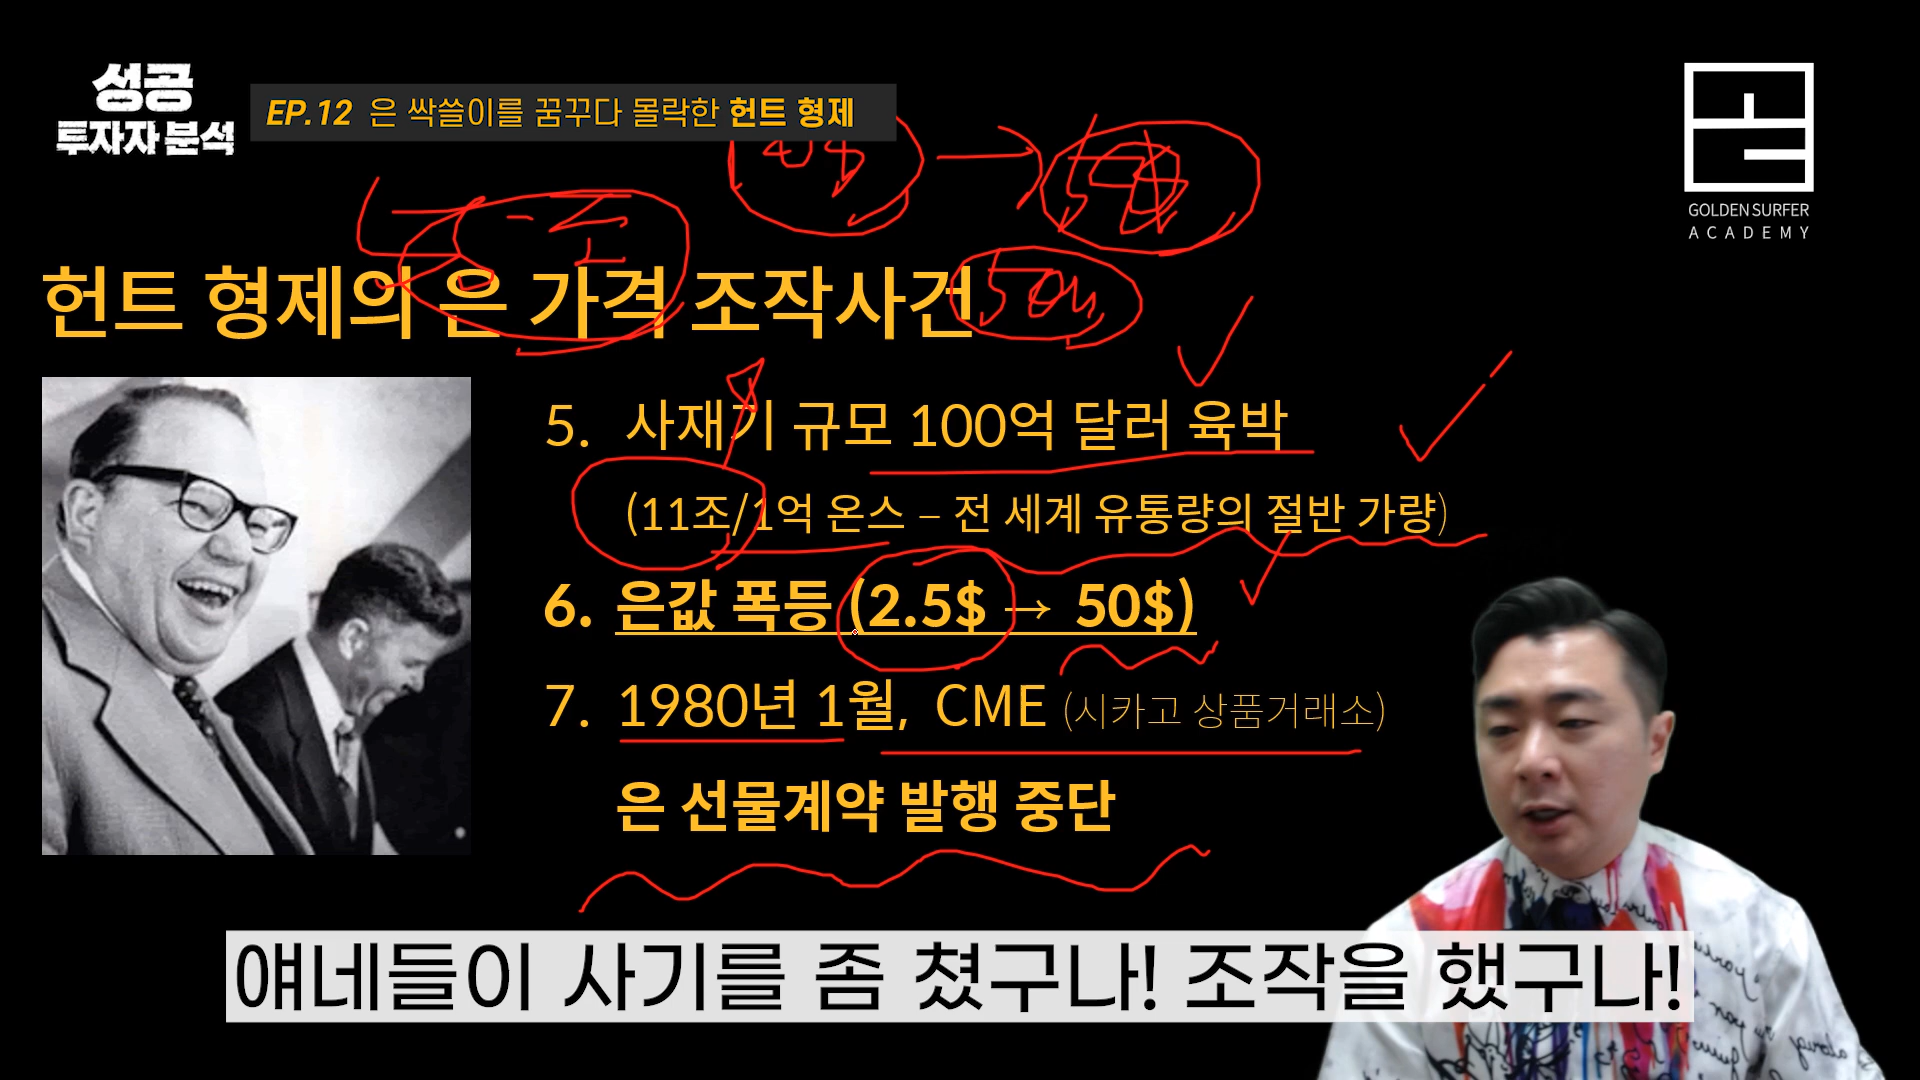 성공
투자자 분석
EP.12 은 싹쓸이를 꿈꾸다 몰락한 헌트 형제
GOLDEN SURFER
ACADEMY
헌트 형제의 은 가격 조작사건
5. 사재기 규모 100억 달러 육박
(11조/1억 온스 – 전 세계 유통량의 절반 가량)
6. 은값 폭등 (2.5$ → 50$)
7. 1980년 1월, CME (시카고 상품거래소)
은 선물계약 발행 중단
얘네들이 사기를 좀 쳤구나! 조작을 했구나!